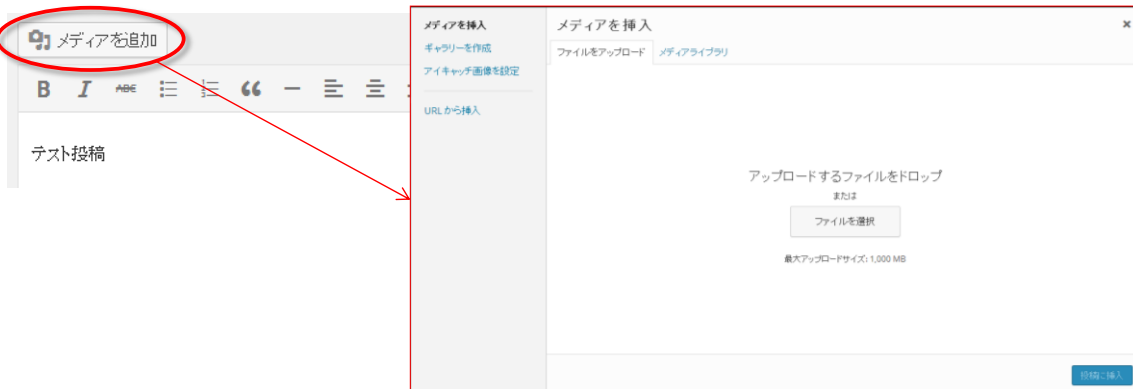 メディアを追加
B I ABE
テスト投稿
メディアを挿入
ギャラリーを作成
アイキャッチ画像を設定
URLから挿入
メディアを挿入
ファイルをアップロード メディアライブラリ
アップロードするファイルをドロップ
または
ファイルを選択
最大アップロードサイズ: 1,000 MB
投稿に挿入